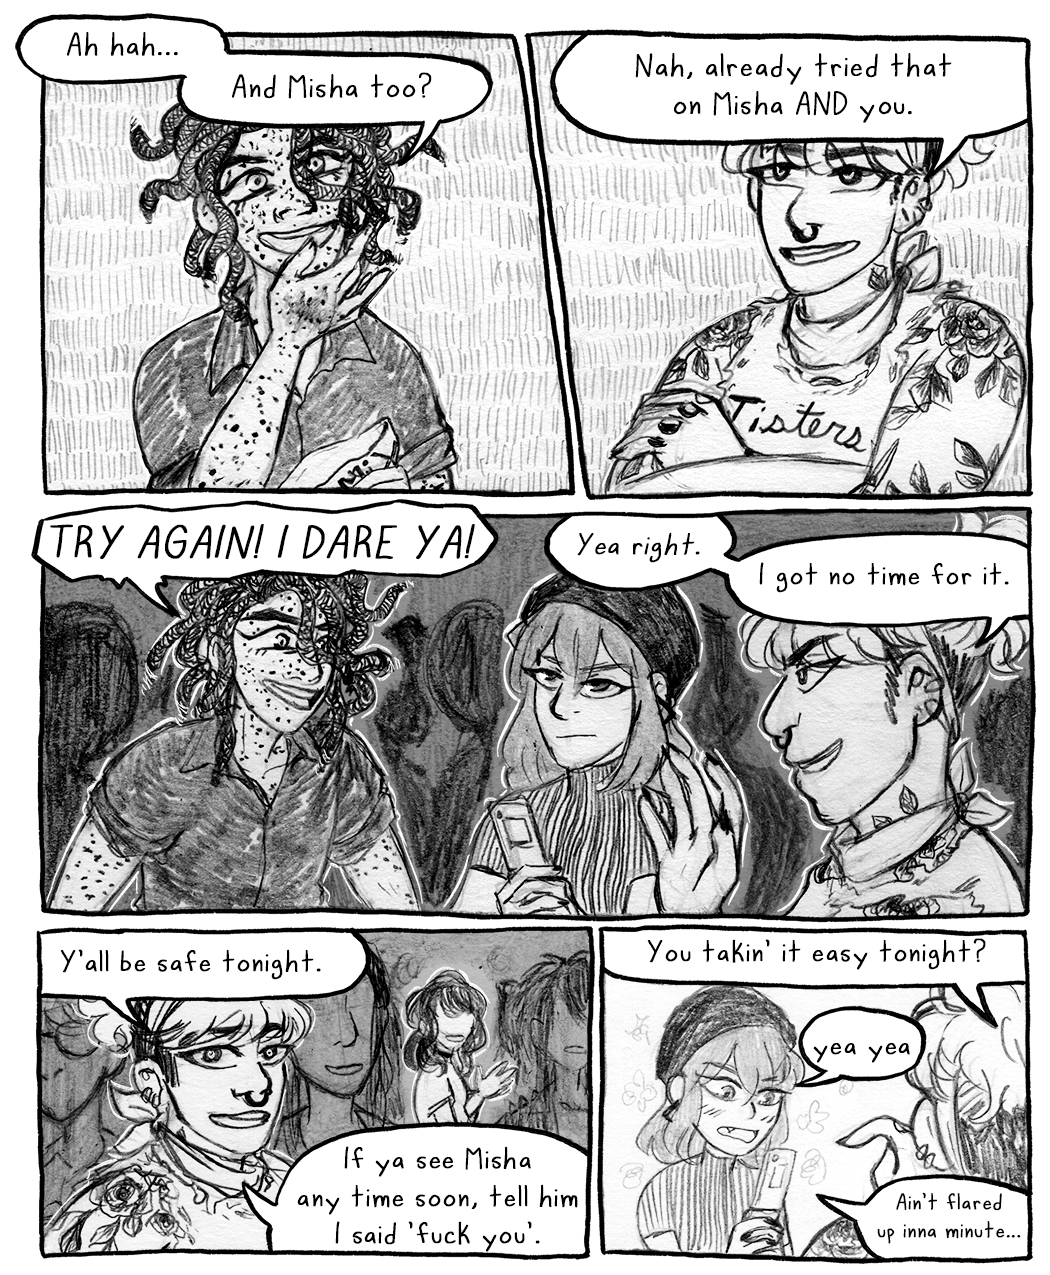 Ah hah...
And Misha too?
Nah, already tried that
on Misha AND you.
Tisters
TRY AGAIN! I DARE YA!
Yea right.
I got no time for it.
Y'all be safe tonight.
If ya see Misha
any time soon, tell him
I said 'fuck you'.
You takin' it easy tonight?
yea yea
Ain't flared
up inna minute...